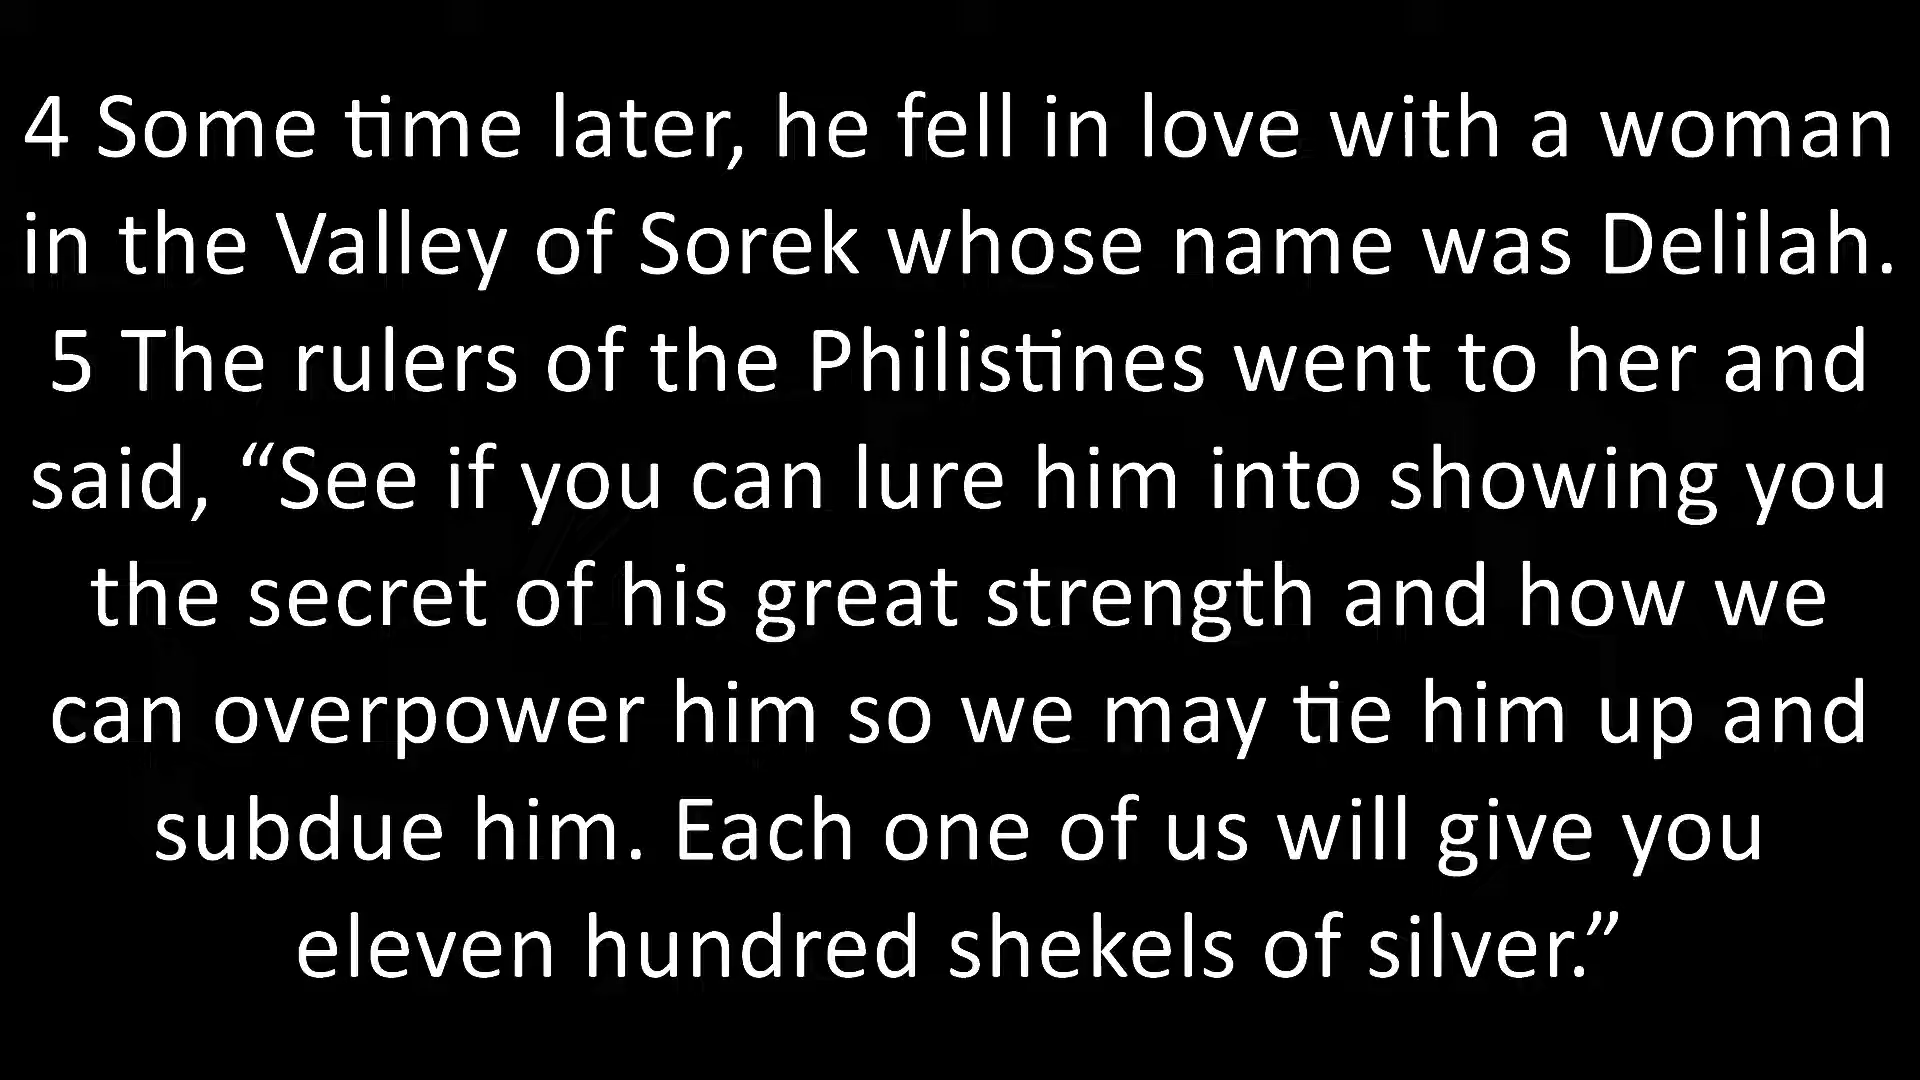 4 Some time later, he fell in love with a woman
in the Valley of Sorek whose name was Delilah.
5 The rulers of the Philistines went to her and
said, “See if you can lure him into showing you
the secret of his great strength and how we
can overpower him so we may tie him up and
subdue him. Each one of us will give you
eleven hundred shekels of silver.”